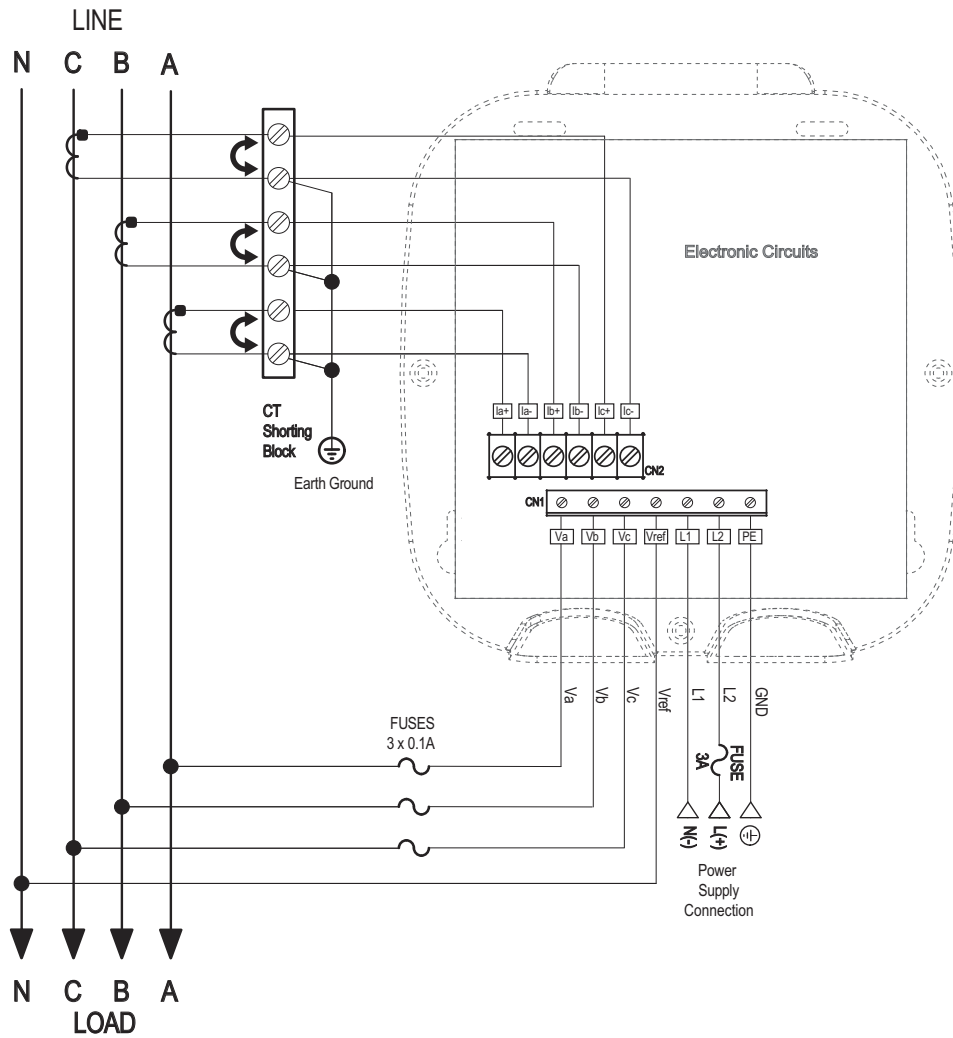 LINE
N C B A
Electronic Circuits
CT
Shorting
Block
Earth Ground
Ia+ Ia- Ib+ Ib- Ic+ Ic-
CN2
CN1
Va Vb Vc Vref L1 L2 PE
Va Vb Vc Vref L1 L2 GND
FUSES
3 x 0.1A
FUSE
3A
N(-) L(+)
Power
Supply
Connection
N C B A
LOAD